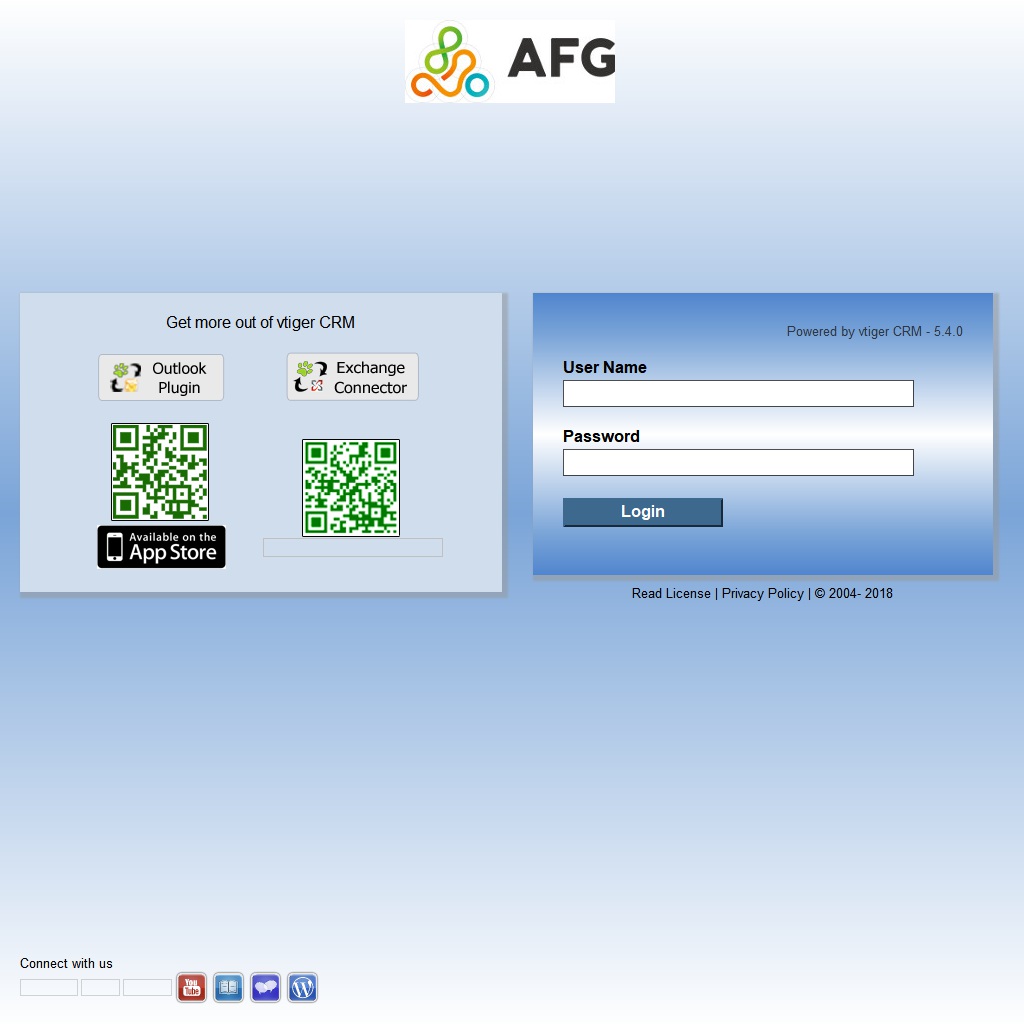 AFG
Get more out of vtiger CRM
Outlook
Plugin
Exchange
Connector
Available on the
App Store
Powered by vtiger CRM - 5.4.0
User Name
Password
Login
Read License | Privacy Policy | © 2004- 2018
Connect with us
You
Tube
W